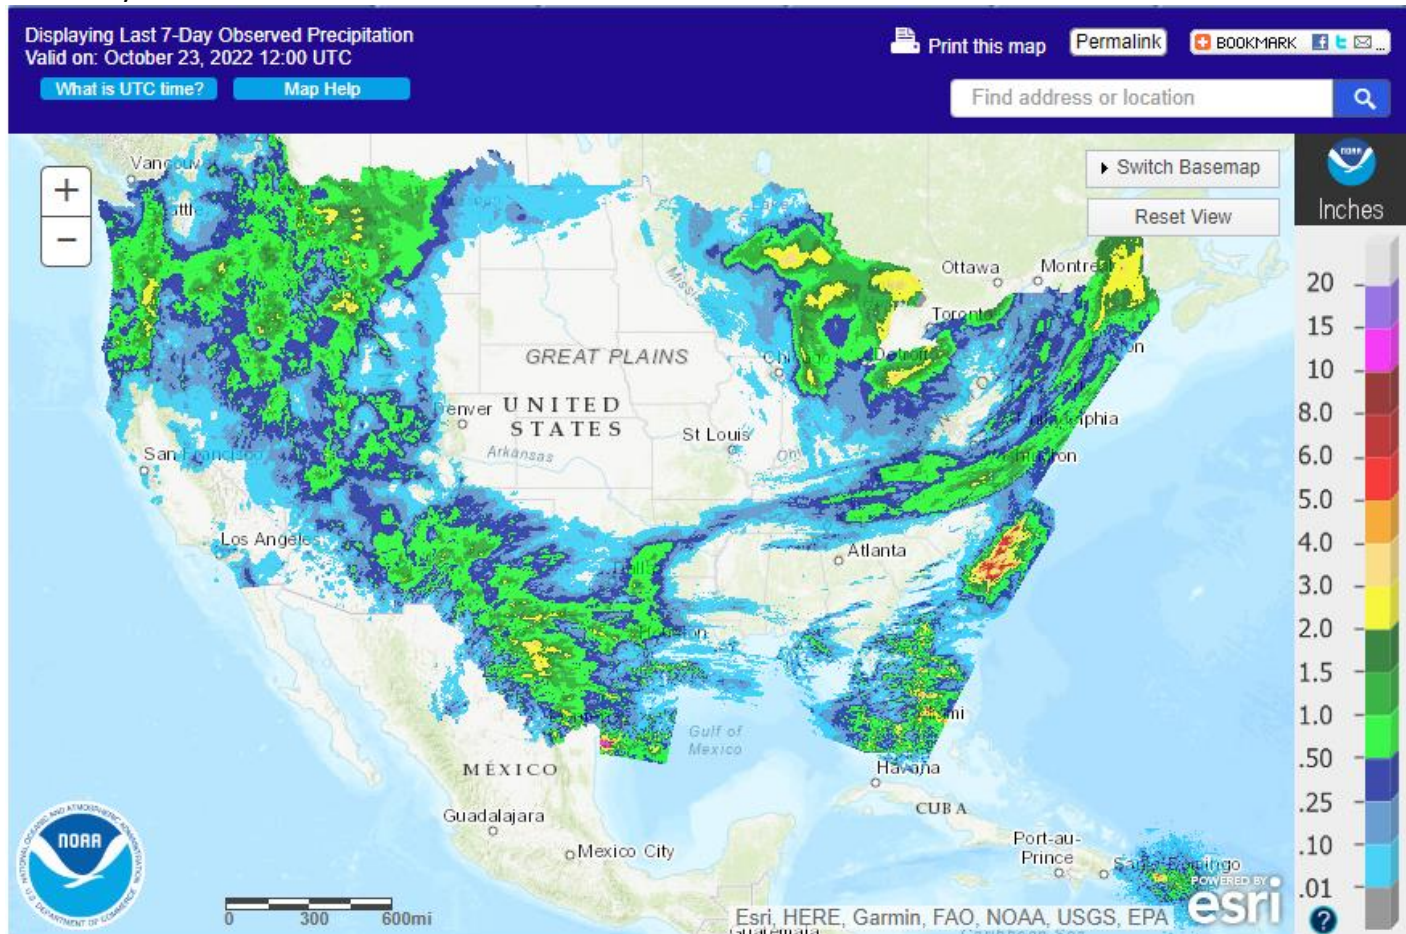 Displaying Last 7-Day Observed Precipitation
Valid on: October 23, 2022 12:00 UTC
What is UTC time?
Map Help
Print this map
Permalink
BOOKMARK
...
Find address or location
+
−
Switch Basemap
Reset View
NOAA
Inches
20
15
10
8.0
6.0
5.0
4.0
3.0
2.0
1.5
1.0
.50
.25
.10
.01
?
Ottawa
Toronto
Detroit
GREAT PLAINS
UNITED
STATES
Arkansas
St Louis
Los Angeles
Atlanta
Gulf of
Mexico
MÉXICO
Guadalajara
Mexico City
Havana
CUBA
Port-au-
Prince
NOAA
0 300 600mi
POWERED BY
esri
Esri, HERE, Garmin, FAO, NOAA, USGS, EPA